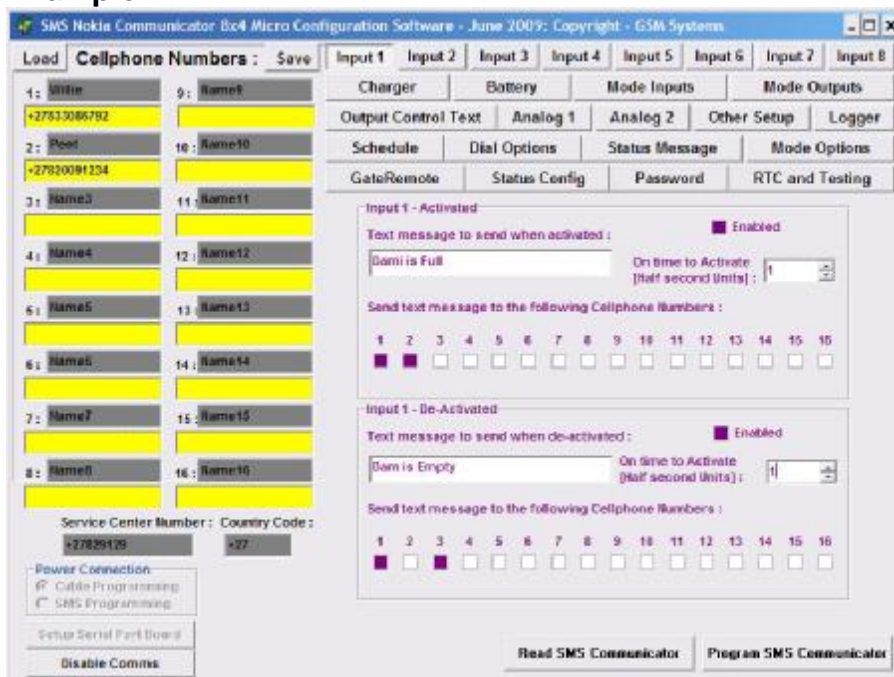 SMS Nokia Communicator 8x4 Micro Configuration Software - June 2009: Copyright - GSM Systems
Load Cellphone Numbers : Save
Input 1 Input 2 Input 3 Input 4 Input 5 Input 6 Input 7 Input 8
Charger Battery Mode Inputs Mode Outputs
Output Control Text Analog 1 Analog 2 Other Setup Logger
Schedule Dial Options Status Message Mode Options
GateRemote Status Config Password RTC and Testing
1: Willie
2: Peet
+27820091234
3: Name3
4: Name4
5: Name5
6: Name6
7: Name7
8: Name8
9: Name9
10: Name10
11: Name11
12: Name12
13: Name13
14: Name14
15: Name15
16: Name16
Service Center Number : Country Code :
+27829129 +27
Power Connection
Cable Programming
SMS Programming
Setup Serial Port Board
Disable Comms
Input 1 - Activated
Text message to send when activated :
Enabled
Dam is Full
On time to Activate
[Half second Units] : 1
Send text message to the following Cellphone Numbers :
1 2 3 4 5 6 7 8 9 10 11 12 13 14 15 16
Input 1 - De-Activated
Text message to send when de-activated :
Enabled
Dam is Empty
On time to Activate
[Half second Units] : 1
Send text message to the following Cellphone Numbers :
1 2 3 4 5 6 7 8 9 10 11 12 13 14 15 16
Read SMS Communicator Program SMS Communicator